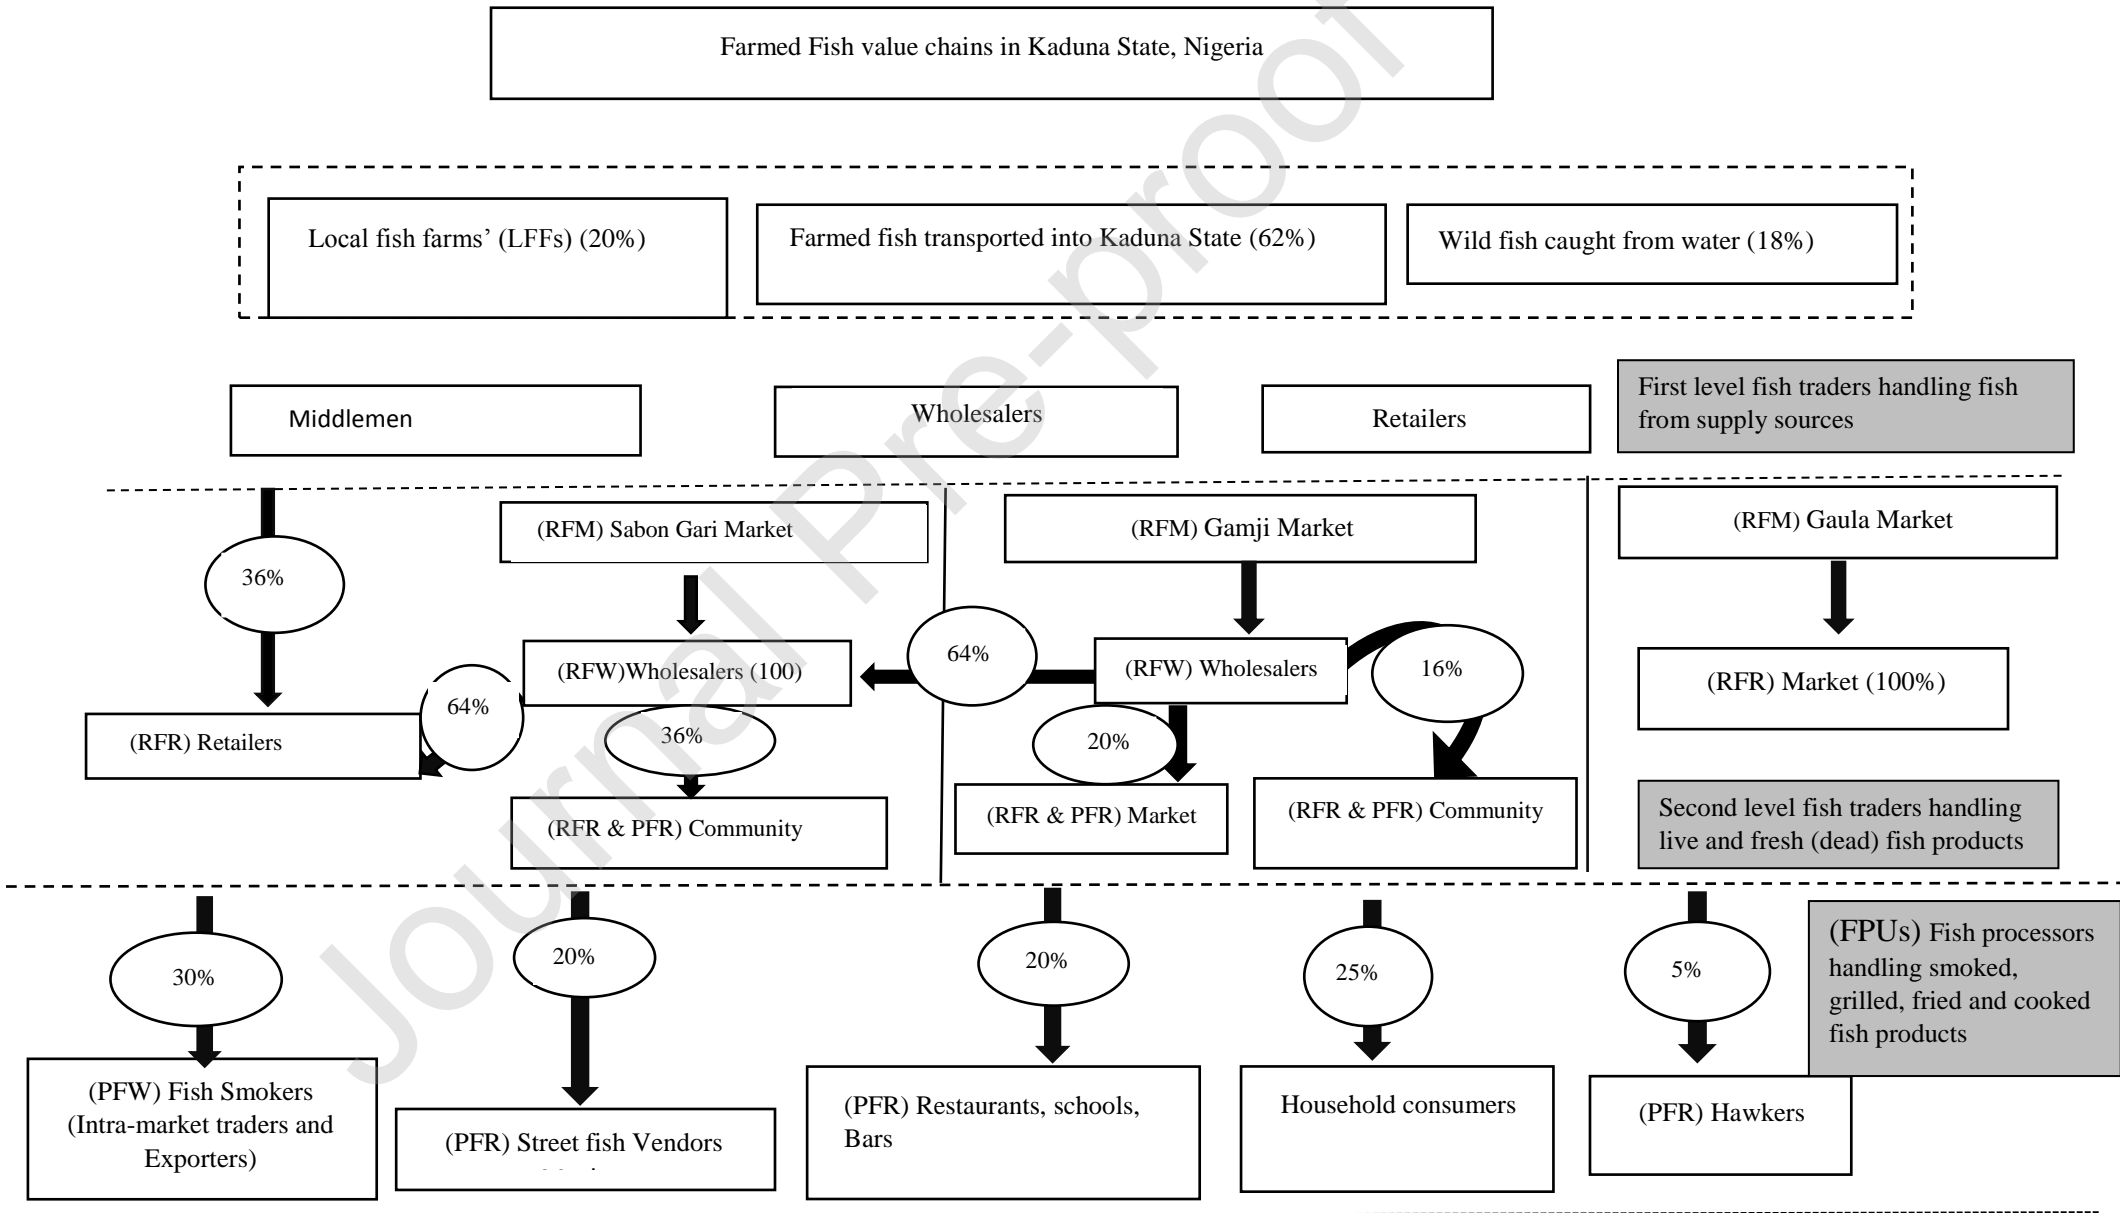 Farmed Fish value chains in Kaduna State, Nigeria
Local fish farms’ (LFFs) (20%)
Farmed fish transported into Kaduna State (62%)
Wild fish caught from water (18%)
Middlemen
Wholesalers
Retailers
First level fish traders handling fish
from supply sources
36%
(RFM) Sabon Gari Market
(RFM) Gamji Market
(RFM) Gaula Market
(RFR) Retailers
64%
(RFW)Wholesalers (100)
36%
(RFR & PFR) Community
64%
(RFW) Wholesalers
16%
20%
(RFR & PFR) Market
(RFR & PFR) Community
(RFR) Market (100%)
Second level fish traders handling
live and fresh (dead) fish products
30%
20%
20%
25%
5%
(FPUs) Fish processors
handling smoked,
grilled, fried and cooked
fish products
(PFW) Fish Smokers
(Intra-market traders and
Exporters)
(PFR) Street fish Vendors
(PFR) Restaurants, schools,
Bars
Household consumers
(PFR) Hawkers
Journal Pre-proof